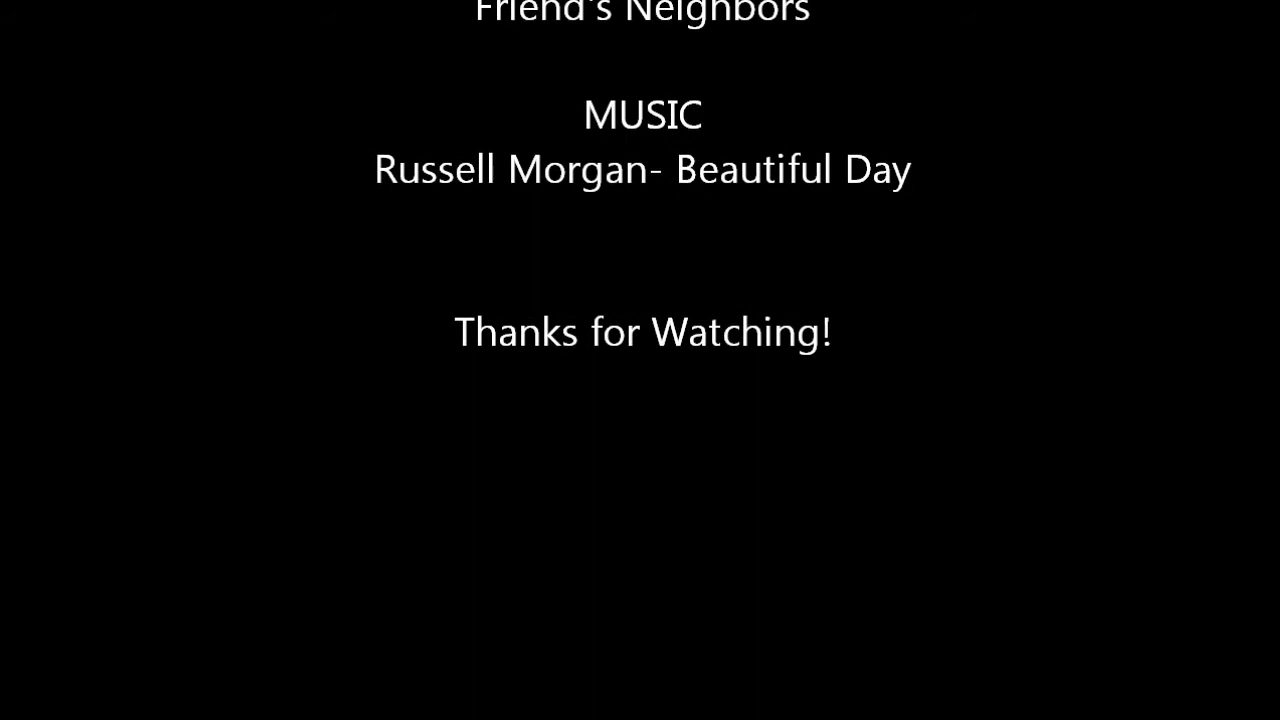 Friend's Neighbors
MUSIC
Russell Morgan- Beautiful Day
Thanks for Watching!